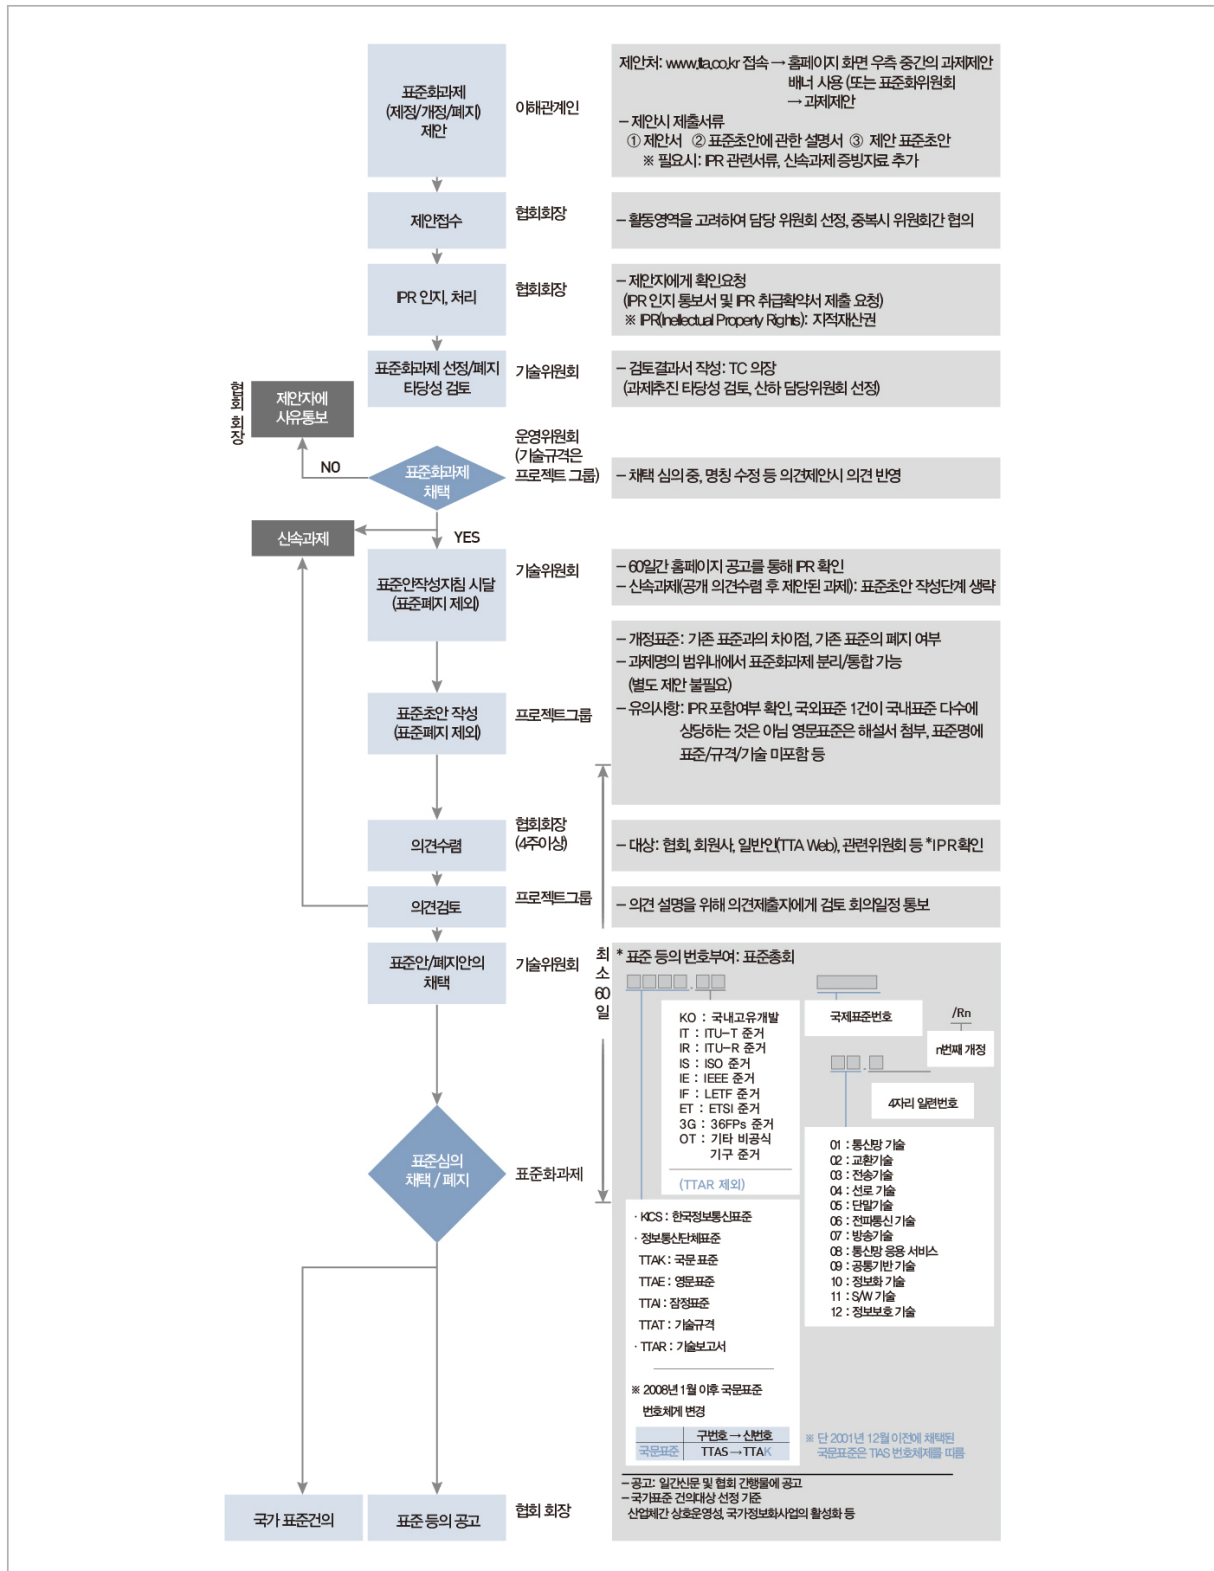 표준화과제
(제정/개정/폐지)
제안
이해관계인
제안처: www.tta.co.kr 접속 → 홈페이지 화면 우측 중간의 과제제안
배너 사용 (또는 표준화위원회
→ 과제제안
– 제안시 제출서류
① 제안서 ② 표준초안에 관한 설명서 ③ 제안 표준초안
※ 필요시: IPR 관련서류, 신속과제 증빙자료 추가
제안접수
협회회장
– 활동영역을 고려하여 담당 위원회 선정, 중복시 위원회간 협의
IPR 인지, 처리
협회회장
– 제안자에게 확인요청
(IPR 인지 통보서 및 IPR 취급확약서 제출 요청)
※ IPR(Inellectual Property Rights): 지적재산권
표준화과제 선정/폐지
타당성 검토
기술위원회
– 검토결과서 작성: TC 의장
(과제추진 타당성 검토, 산하 담당위원회 선정)
협회 회장
제안자에
사유통보
NO
표준화과제
채택
운영위원회
(기술규격은
프로젝트 그룹)
– 채택 심의 중, 명칭 수정 등 의견제안시 의견 반영
신속과제
YES
표준안작성지침 시달
(표준폐지 제외)
기술위원회
– 60일간 홈페이지 공고를 통해 IPR 확인
– 신속과제(공개 의견수렴 후 제안된 과제): 표준초안 작성단계 생략
표준초안 작성
(표준폐지 제외)
프로젝트그룹
– 개정표준: 기존 표준과의 차이점, 기존 표준의 폐지 여부
– 과제명의 범위내에서 표준화과제 분리/통합 가능
(별도 제안 불필요)
– 유의사항: IPR 포함여부 확인, 국외표준 1건이 국내표준 다수에
상당하는 것은 아님 영문표준은 해설서 첨부, 표준명에
표준/규격/기술 미포함 등
의견수렴
협회회장
(4주이상)
– 대상: 협회, 회원사, 일반인(TTA Web), 관련위원회 등 *IPR확인
의견검토
프로젝트그룹
– 의견 설명을 위해 의견제출자에게 검토 회의일정 통보
표준안/폐지안의
채택
기술위원회
최소 60일
* 표준 등의 번호부여: 표준총회
KO : 국내고유개발
IT : ITU-T 준거
IR : ITU-R 준거
IS : ISO 준거
IE : IEEE 준거
IF : LETF 준거
ET : ETSI 준거
3G : 36FPs 준거
OT : 기타 비공식
기구 준거
(TTAR 제외)
국제표준번호
/Rn
n번째 개정
4자리 일련번호
01 : 통신망 기술
02 : 교환기술
03 : 전송기술
04 : 선로 기술
05 : 단말기술
06 : 전파통신 기술
07 : 방송기술
08 : 통신망 응용 서비스
09 : 공통기반 기술
10 : 정보화 기술
11 : S/W 기술
12 : 정보보호 기술
표준심의
채택 / 폐지
표준화과제
· KICS : 한국정보통신표준
· 정보통신단체표준
TTAK : 국문 표준
TTAE : 영문표준
TTAI : 잠정표준
TTAT : 기술규격
· TTAR : 기술보고서
※ 2008년 1월 이후 국문표준
번호체계 변경
구번호 → 신번호
국문표준
TTAS → TTAK
※ 단 2001년 12월 이전에 채택된
국문표준은 TIAS 번호체제를 따름
– 공고: 일간신문 및 협회 간행물에 공고
– 국가표준 건의대상 선정 기준
산업체간 상호운영성, 국가정보화사업의 활성화 등
국가 표준건의
표준 등의 공고
협회 회장